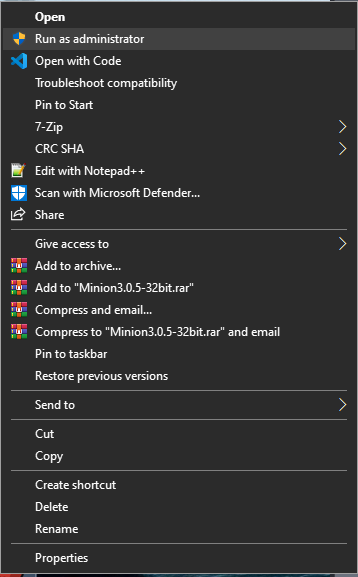 Open
Run as administrator
Open with Code
Troubleshoot compatibility
Pin to Start
7-Zip
CRC SHA
Edit with Notepad++
Scan with Microsoft Defender...
Share
Give access to
Add to archive...
Add to "Minion3.0.5-32bit.rar"
Compress and email...
Compress to "Minion3.0.5-32bit.rar" and email
Pin to taskbar
Restore previous versions
Send to
Cut
Copy
Create shortcut
Delete
Rename
Properties